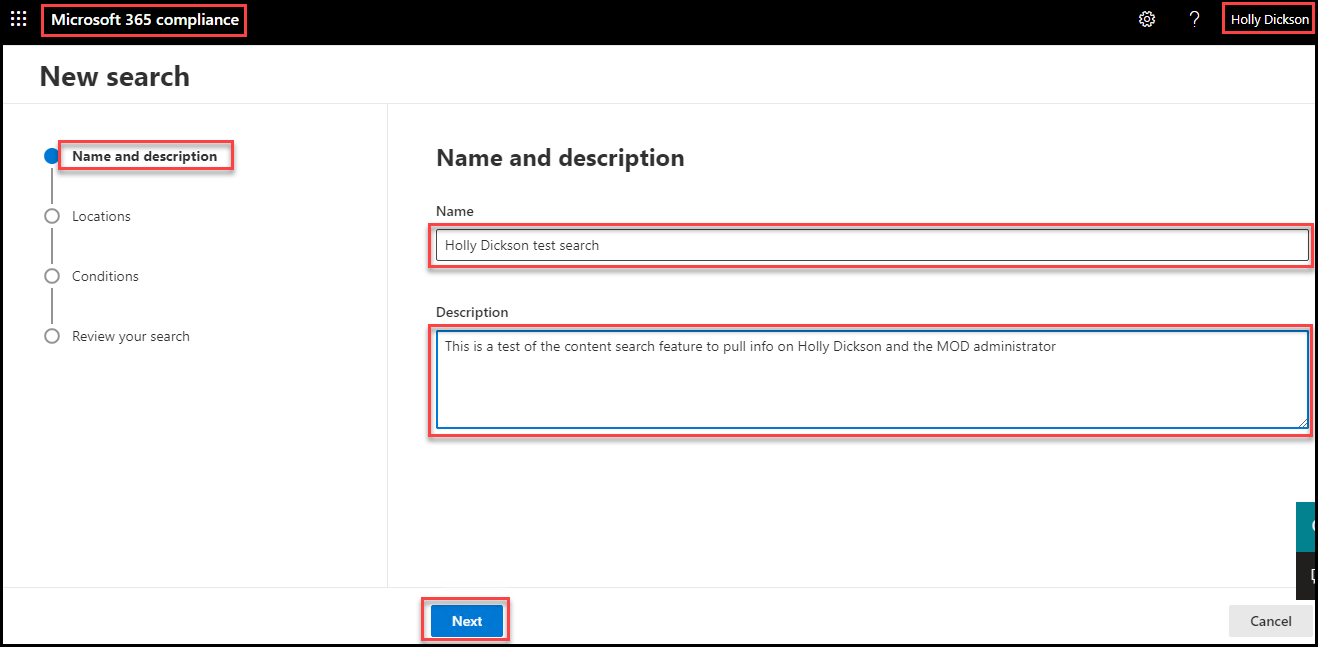 Microsoft 365 compliance
?
Holly Dickson
New search
Name and description
Locations
Conditions
Review your search
Name and description
Name
Holly Dickson test search
Description
This is a test of the content search feature to pull info on Holly Dickson and the MOD administrator
Next
Cancel